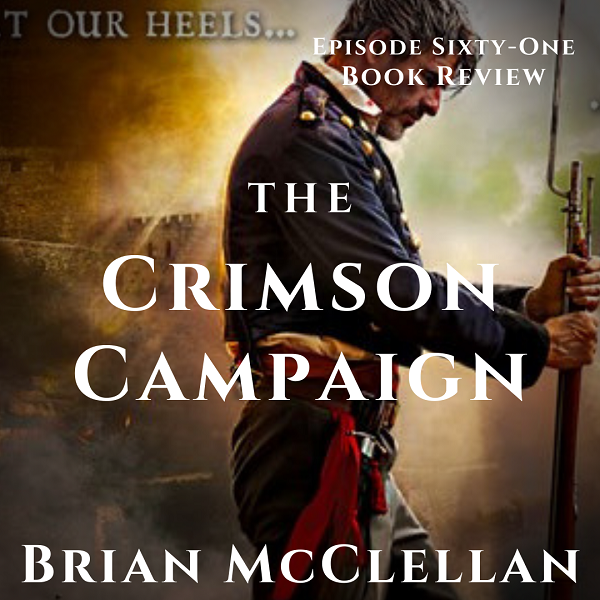 T OUR HEELS...
Episode Sixty-One
Book Review
THE
Crimson
Campaign
Brian McClellan